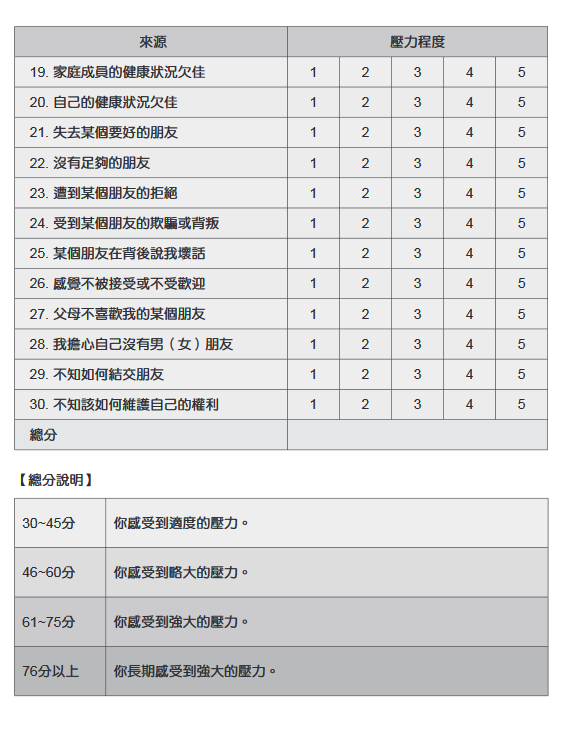 來源 壓力程度
19. 家庭成員的健康狀況欠佳 1 2 3 4 5
20. 自己的健康狀況欠佳 1 2 3 4 5
21. 失去某個要好的朋友 1 2 3 4 5
22. 沒有足夠的朋友 1 2 3 4 5
23. 遭到某個朋友的拒絕 1 2 3 4 5
24. 受到某個朋友的欺騙或背叛 1 2 3 4 5
25. 某個朋友在背後說我壞話 1 2 3 4 5
26. 感覺不被接受或不受歡迎 1 2 3 4 5
27. 父母不喜歡我的某個朋友 1 2 3 4 5
28. 我擔心自己沒有男（女）朋友 1 2 3 4 5
29. 不知如何結交朋友 1 2 3 4 5
30. 不知該如何維護自己的權利 1 2 3 4 5
總分
【總分說明】
30~45分 你感受到適度的壓力。
46~60分 你感受到略大的壓力。
61~75分 你感受到強大的壓力。
76分以上 你長期感受到強大的壓力。